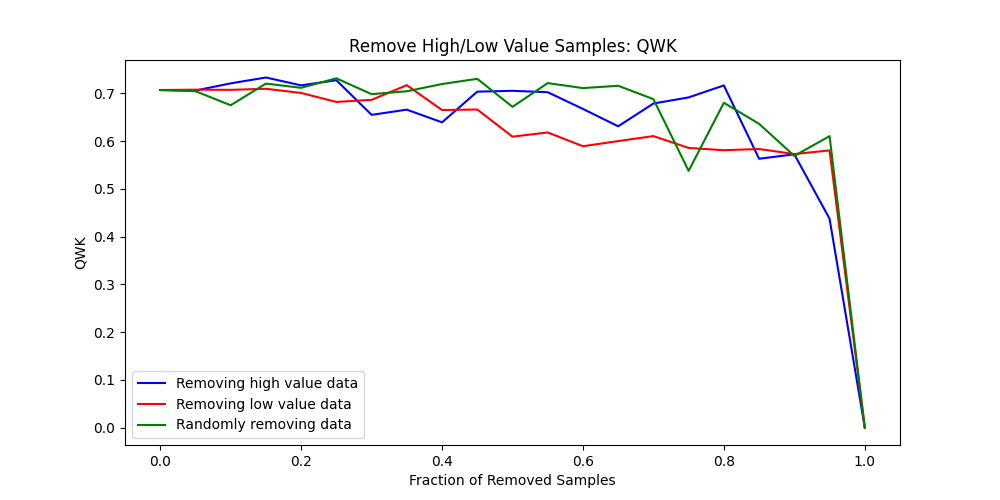 Remove High/Low Value Samples: QWK
QWK
0.7
0.6
0.5
0.4
0.3
0.2
0.1
0.0
Removing high value data
Removing low value data
Randomly removing data
0.0 0.2 0.4 0.6 0.8 1.0
Fraction of Removed Samples